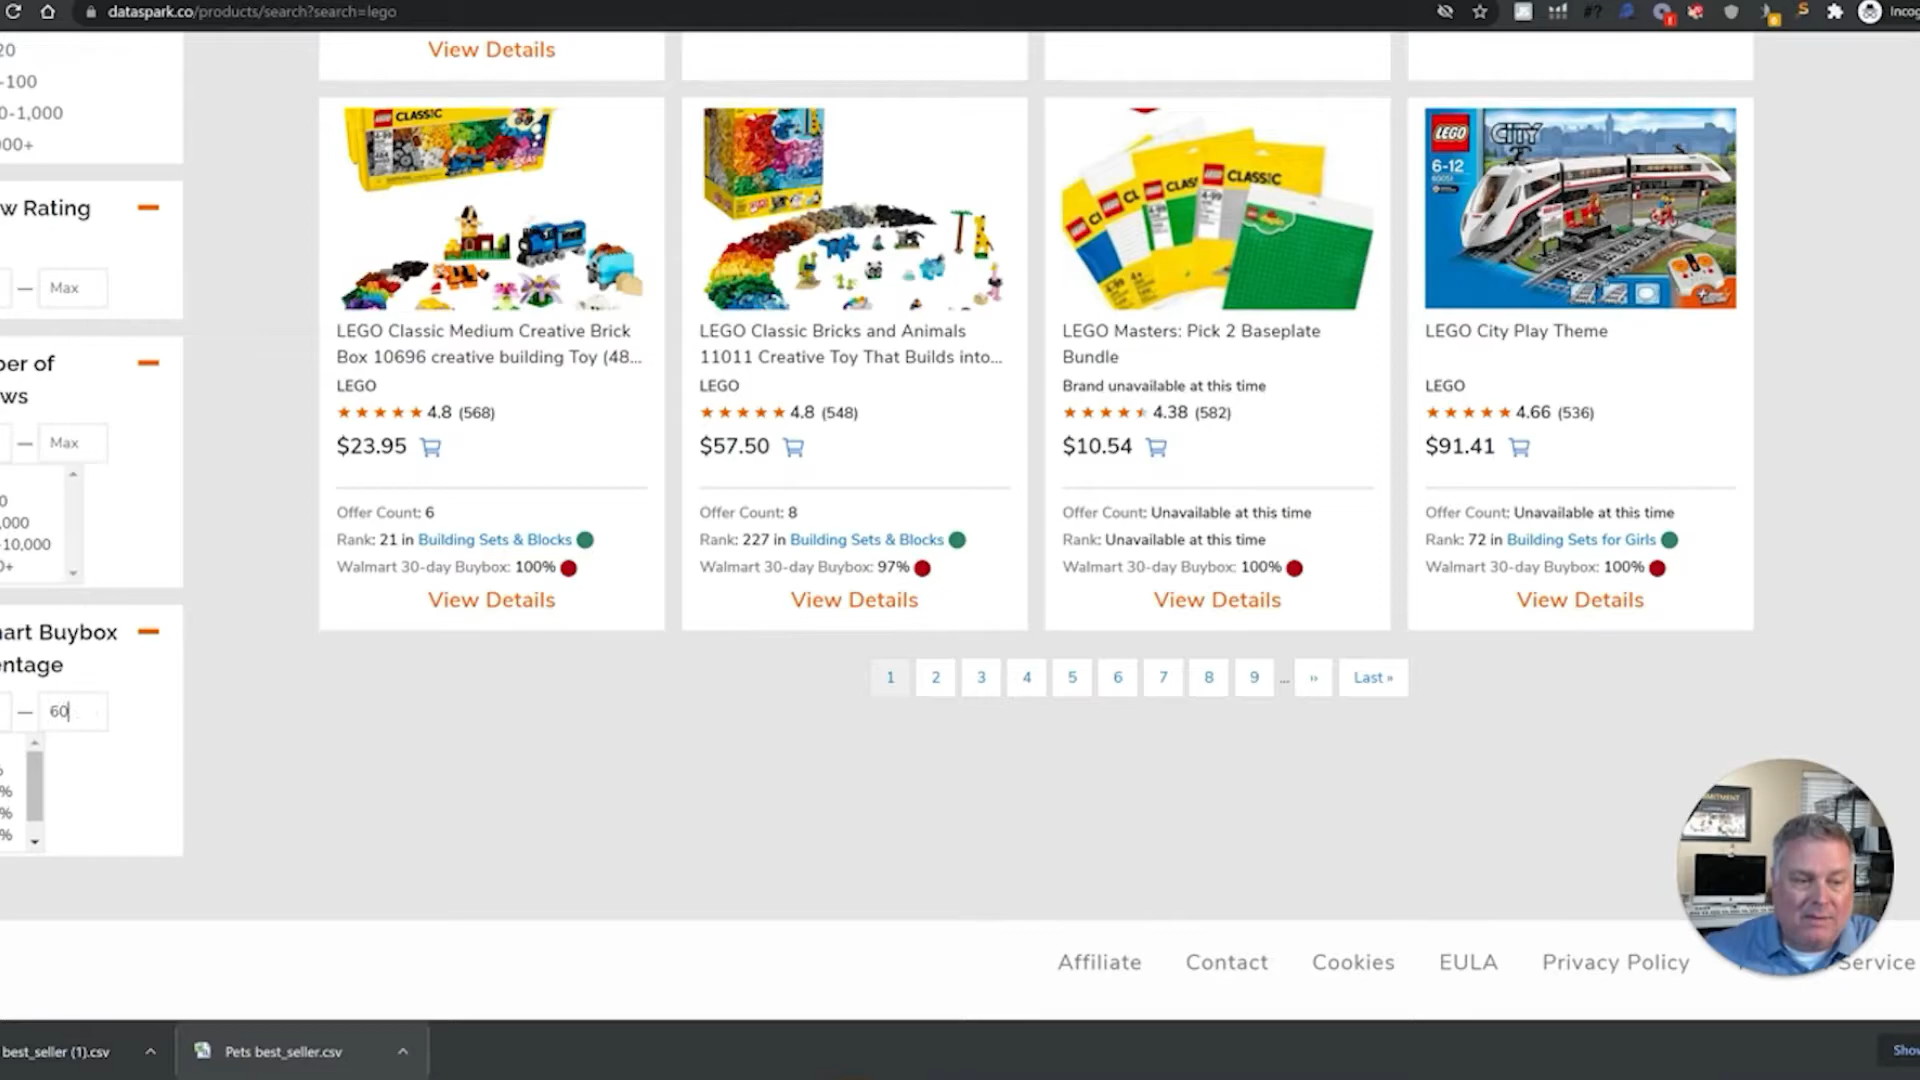 dataspark.co/products/search?search=lego
Incog
20
-100
0-1,000
000+
w Rating
— Max
ber of
ws
— Max
0
,000
-10,000
0+
art Buybox
entage
— 60
%
%
%
%
View Details
LEGO CLASSIC
LEGO Classic Medium Creative Brick
Box 10696 creative building Toy (48...
LEGO
4.8 (568)
$23.95
Offer Count: 6
Rank: 21 in Building Sets & Blocks
Walmart 30-day Buybox: 100%
View Details
LEGO Classic Bricks and Animals
11011 Creative Toy That Builds into...
LEGO
4.8 (548)
$57.50
Offer Count: 8
Rank: 227 in Building Sets & Blocks
Walmart 30-day Buybox: 97%
View Details
CLASSIC
LEGO Masters: Pick 2 Baseplate
Bundle
Brand unavailable at this time
4.38 (582)
$10.54
Offer Count: Unavailable at this time
Rank: Unavailable at this time
Walmart 30-day Buybox: 100%
View Details
LEGO CITY
6-12
60051
LEGO City Play Theme
LEGO
4.66 (536)
$91.41
Offer Count: Unavailable at this time
Rank: 72 in Building Sets for Girls
Walmart 30-day Buybox: 100%
View Details
1 2 3 4 5 6 7 8 9 ... ›› Last »
Affiliate Contact Cookies EULA Privacy Policy Service
best_seller (1).csv
Pets best_seller.csv
Show